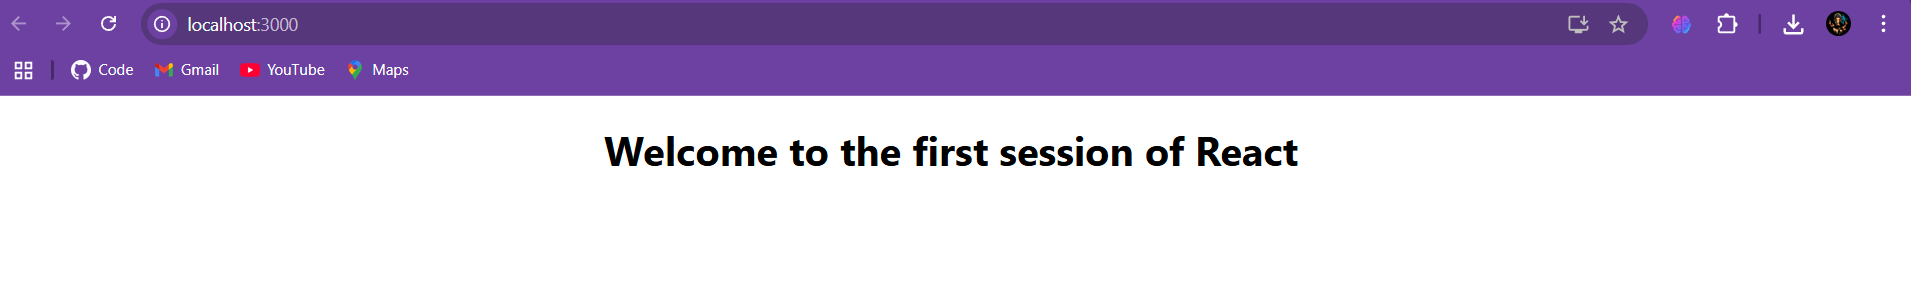 localhost:3000
Code Gmail YouTube Maps
Welcome to the first session of React